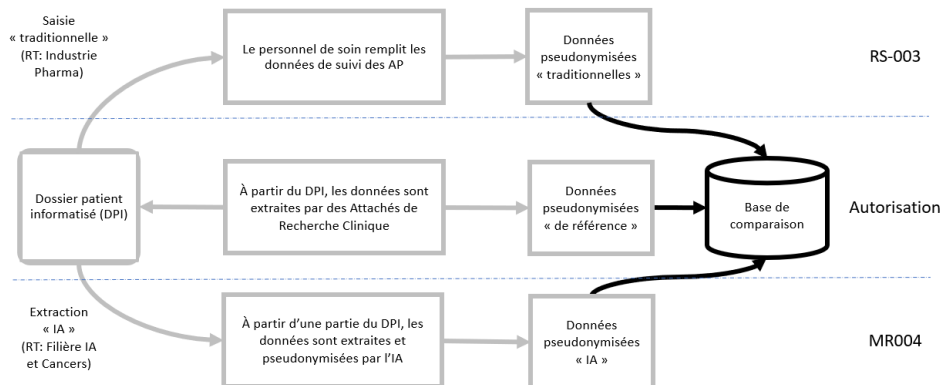 Saisie
« traditionnelle »
(RT: Industrie
Pharma)
Le personnel de soin remplit les
données de suivi des AP
Données
pseudonymisées
« traditionnelles »
RS-003
Dossier patient
informatisé (DPI)
À partir du DPI, les données sont
extraites par des Attachés de
Recherche Clinique
Données
pseudonymisées
« de référence »
Base de
comparaison
Autorisation
Extraction
« IA »
(RT: Filière IA
et Cancers)
À partir d’une partie du DPI, les
données sont extraites et
pseudonymisées par l’IA
Données
pseudonymisées
« IA »
MR004